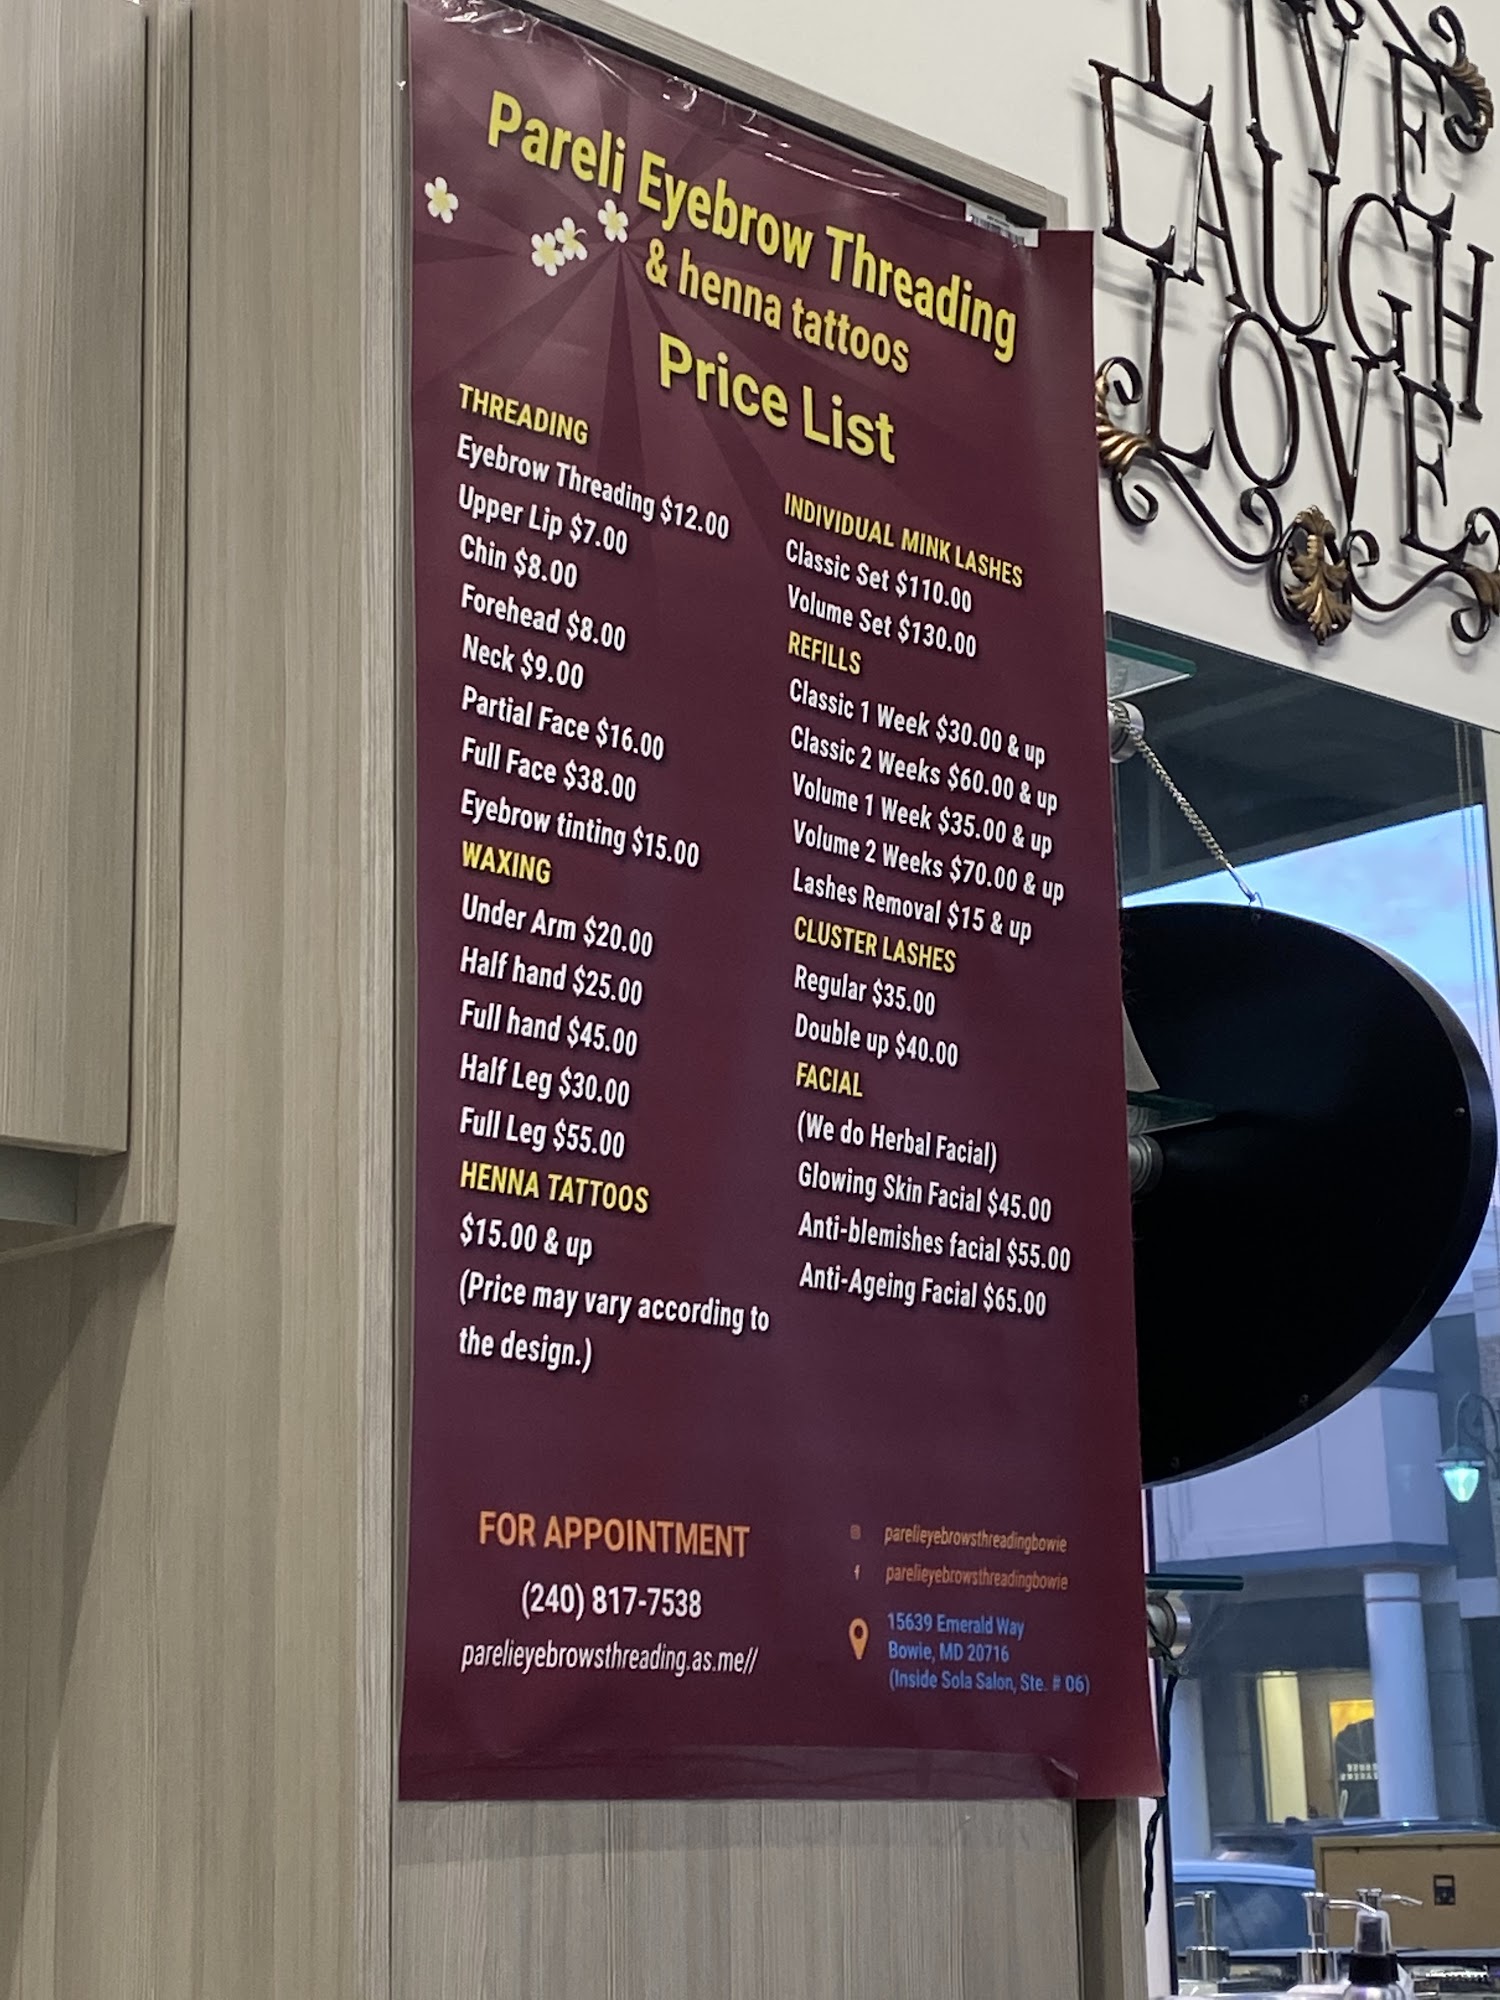 Pareli Eyebrow Threading
& henna tattoos
Price List
THREADING
Eyebrow Threading $12.00
Upper Lip $7.00
Chin $8.00
Forehead $8.00
Neck $9.00
Partial Face $16.00
Full Face $38.00
Eyebrow tinting $15.00
WAXING
Under Arm $20.00
Half hand $25.00
Full hand $45.00
Half Leg $30.00
Full Leg $55.00
HENNA TATTOOS
$15.00 & up
(Price may vary according to
the design.)
INDIVIDUAL MINK LASHES
Classic Set $110.00
Volume Set $130.00
REFILLS
Classic 1 Week $30.00 & up
Classic 2 Weeks $60.00 & up
Volume 1 Week $35.00 & up
Volume 2 Weeks $70.00 & up
Lashes Removal $15 & up
CLUSTER LASHES
Regular $35.00
Double up $40.00
FACIAL
(We do Herbal Facial)
Glowing Skin Facial $45.00
Anti-blemishes facial $55.00
Anti-Ageing Facial $65.00
FOR APPOINTMENT
(240) 817-7538
parelieyebrowsthreading.as.me//
parelieyebrowsthreadingbowie
parelieyebrowsthreadingbowie
15639 Emerald Way
Bowie, MD 20716
(Inside Sola Salon, Ste. # 06)
LIVE
LAUGH
LOVE